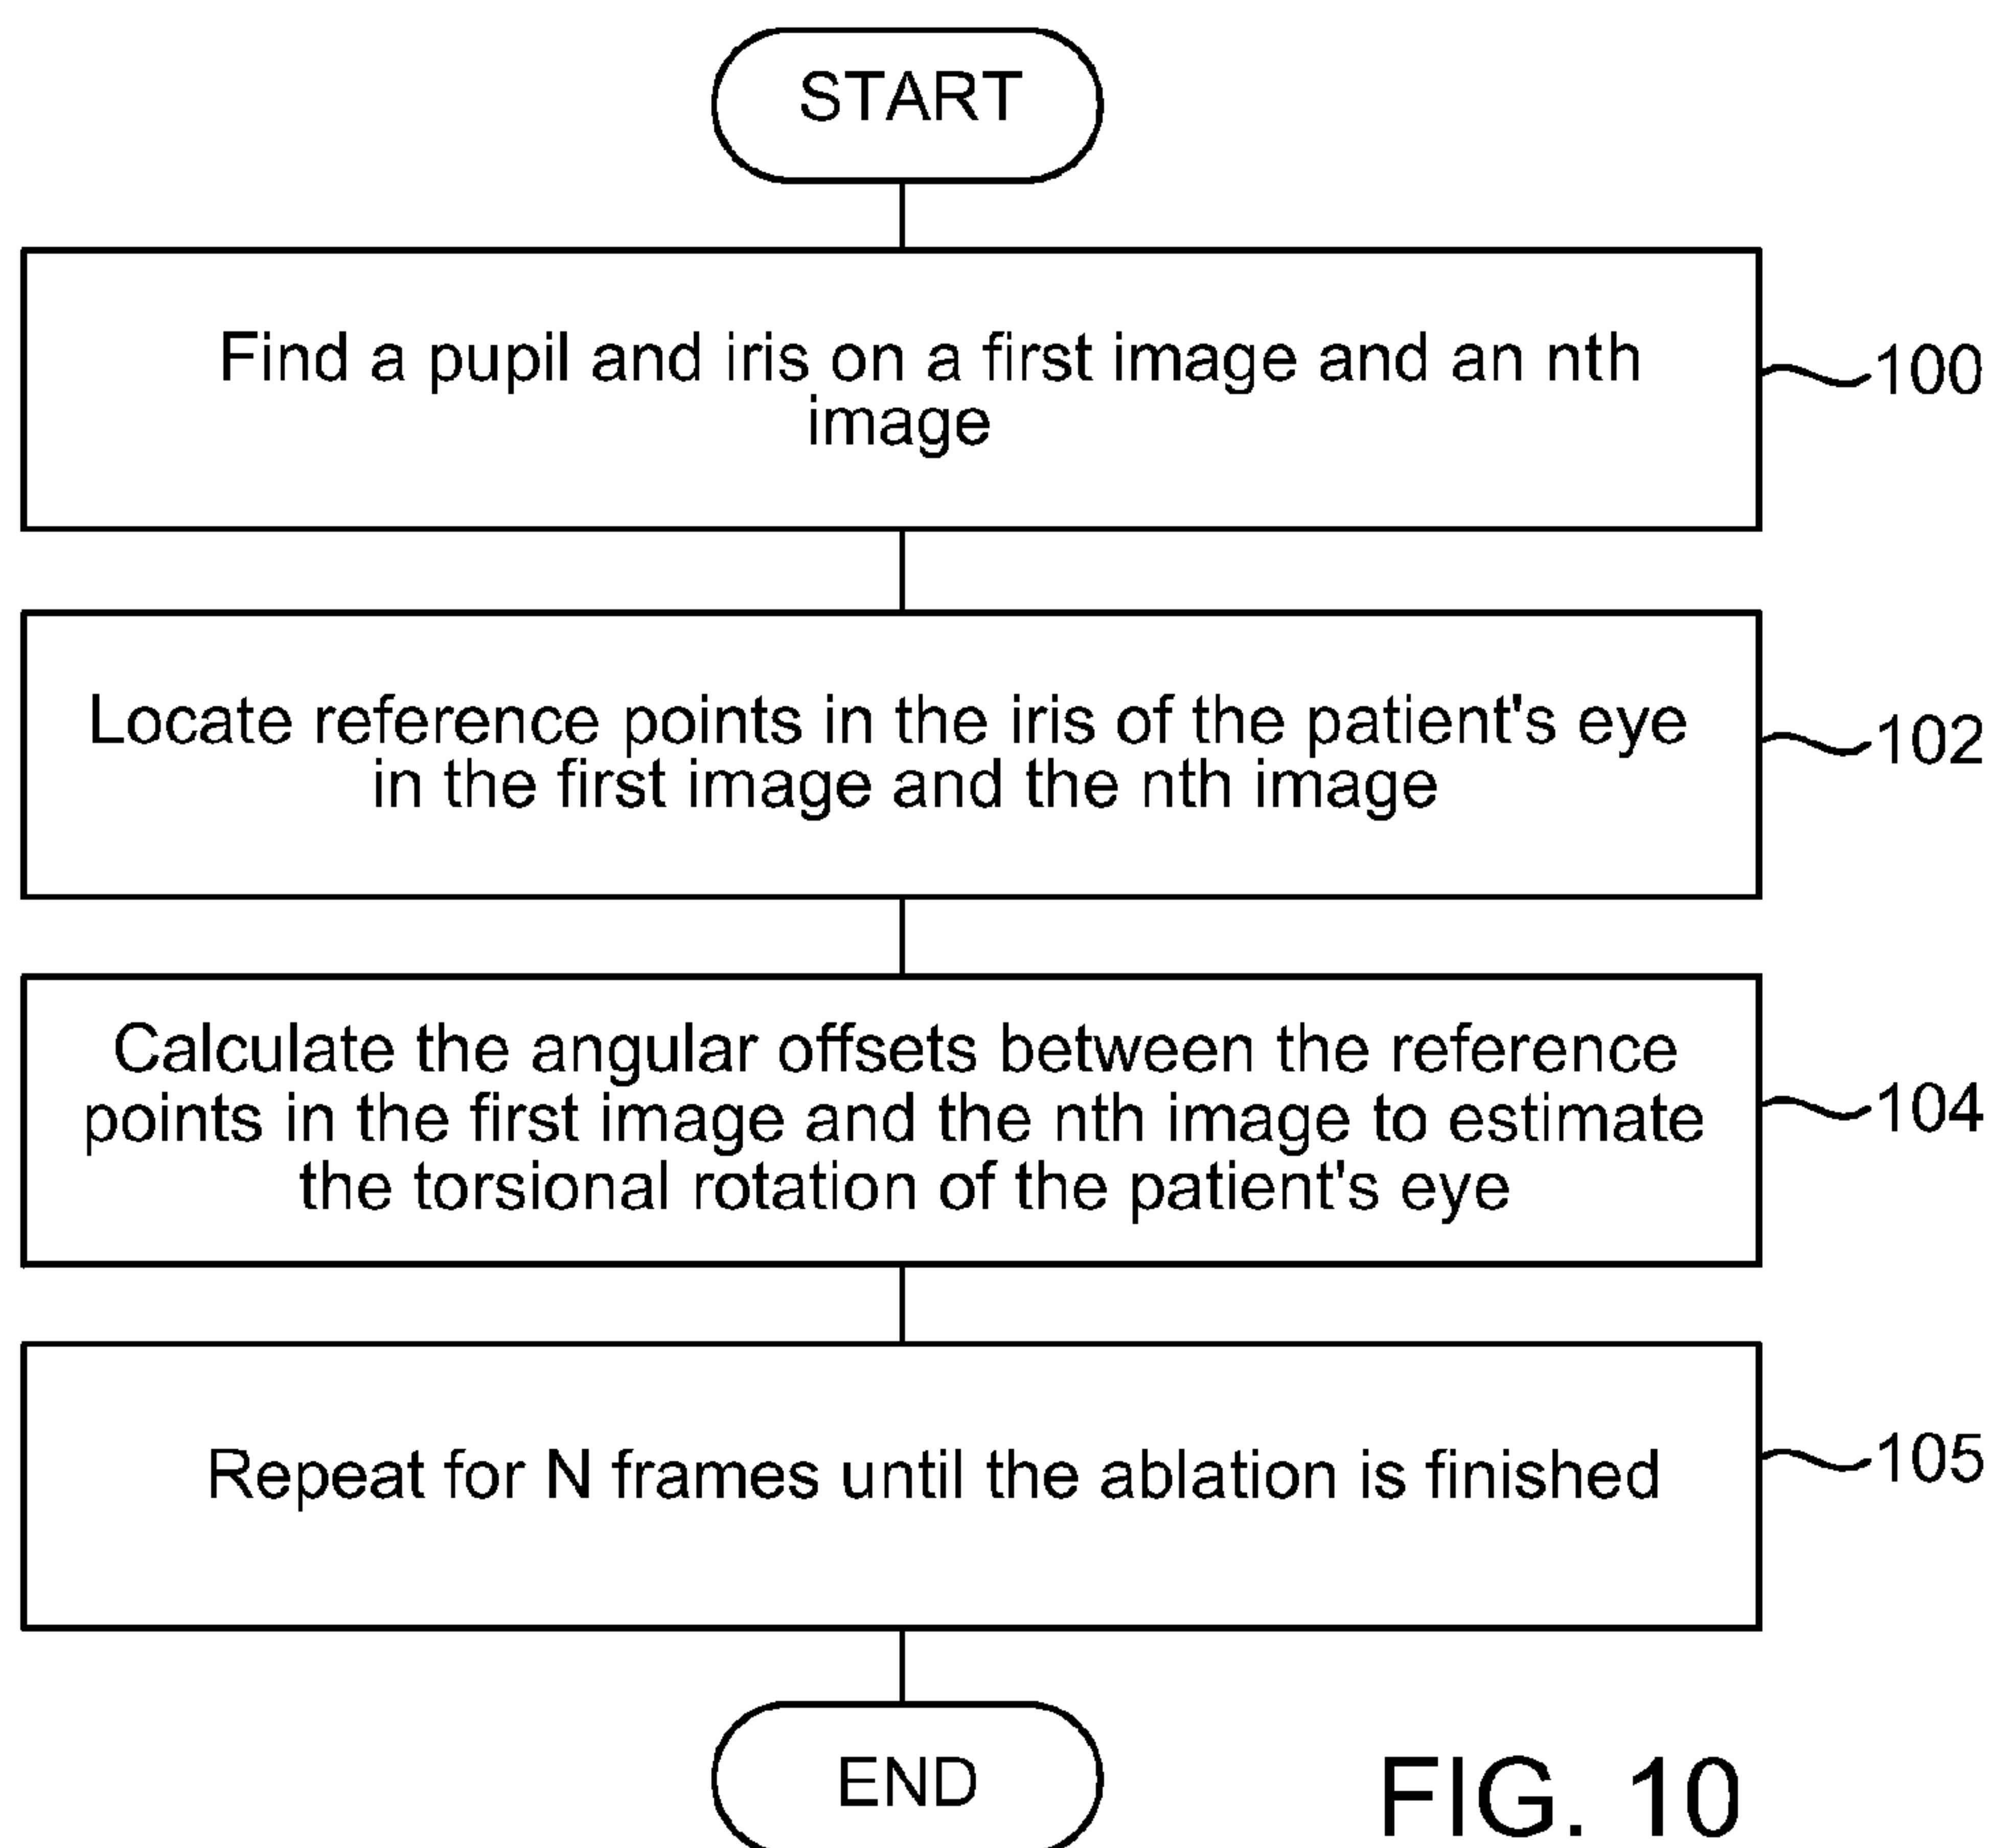 START
Find a pupil and iris on a first image and an nth
image
100
Locate reference points in the iris of the patient's eye
in the first image and the nth image
102
Calculate the angular offsets between the reference
points in the first image and the nth image to estimate
the torsional rotation of the patient's eye
104
Repeat for N frames until the ablation is finished
105
END
FIG. 10